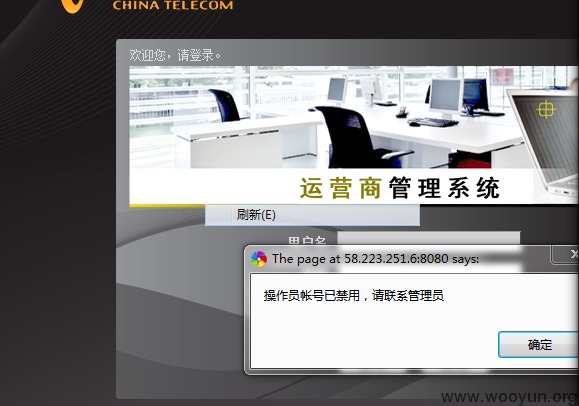 CHINA TELECOM
欢迎您，请登录。
运营商管理系统
刷新(E)
用户名
The page at 58.223.251.6:8080 says:
操作员帐号已禁用，请联系管理员
确定
www.wooyun.org